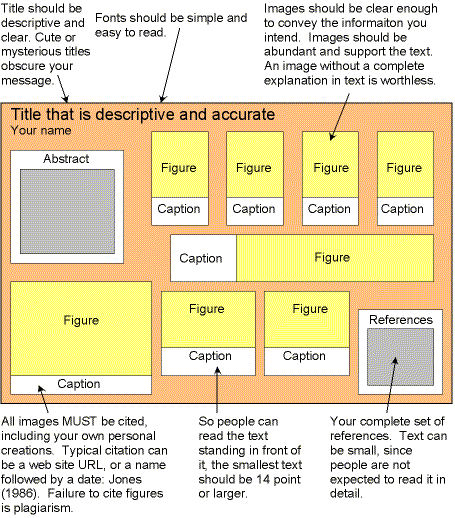 Title should be
descriptive and
clear. Cute or
mysterious titles
obscure your
message.
Fonts should be simple and
easy to read.
Images should be clear enough
to convey the informaiton you
intend. Images should be
abundant and support the text.
An image without a complete
explanation in text is worthless.
Title that is descriptive and accurate
Your name
Abstract
Figure
Caption
Figure
Caption
Figure
Caption
Figure
Caption
Caption
Figure
Figure
Caption
Figure
Caption
Figure
Caption
References
All images MUST be cited,
including your own personal
creations. Typical citation can
be a web site URL, or a name
followed by a date: Jones
(1986). Failure to cite figures
is plagiarism.
So people can
read the text
standing in front of
it, the smallest text
should be 14 point
or larger.
Your complete set of
references. Text can
be small, since
people are not
expected to read it in
detail.